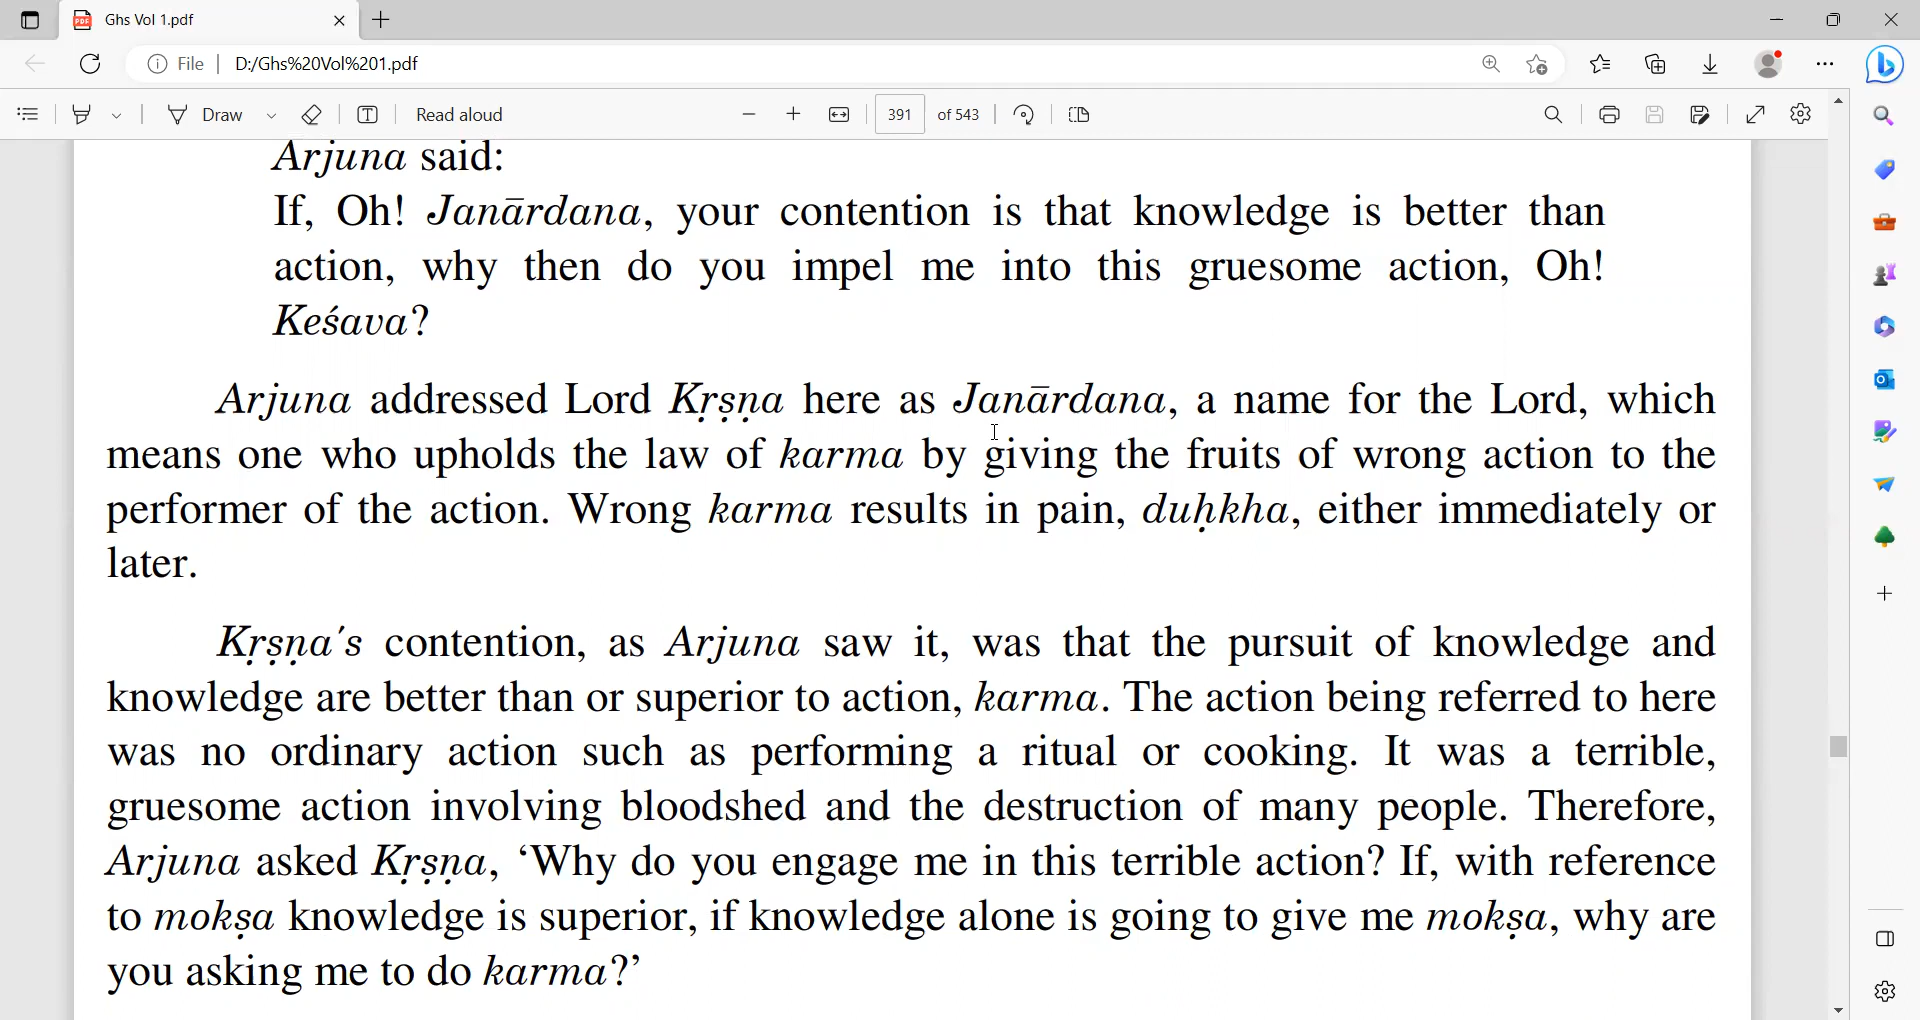 Ghs Vol 1.pdf
File D:/Ghs%20Vol%201.pdf
Draw Read aloud 391 of 543
Arjuna said:
If, Oh! Janārdana, your contention is that knowledge is better than
action, why then do you impel me into this gruesome action, Oh!
Keśava?
Arjuna addressed Lord Kṛṣṇa here as Janārdana, a name for the Lord, which
means one who upholds the law of karma by giving the fruits of wrong action to the
performer of the action. Wrong karma results in pain, duḥkha, either immediately or
later.
Kṛṣṇa's contention, as Arjuna saw it, was that the pursuit of knowledge and
knowledge are better than or superior to action, karma. The action being referred to here
was no ordinary action such as performing a ritual or cooking. It was a terrible,
gruesome action involving bloodshed and the destruction of many people. Therefore,
Arjuna asked Kṛṣṇa, ‘Why do you engage me in this terrible action? If, with reference
to mokṣa knowledge is superior, if knowledge alone is going to give me mokṣa, why are
you asking me to do karma?’